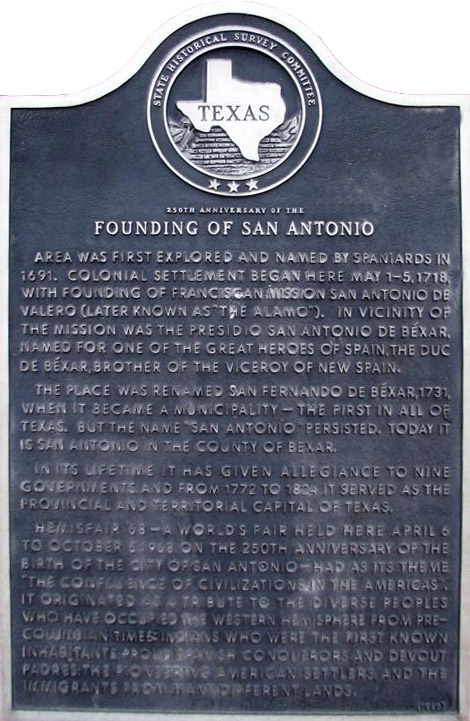 STATE HISTORICAL SURVEY COMMITTEE
TEXAS
250TH ANNIVERSARY OF THE
FOUNDING OF SAN ANTONIO
AREA WAS FIRST EXPLORED AND NAMED BY SPANIARDS IN
1691. COLONIAL SETTLEMENT BEGAN HERE MAY 1-5, 1718,
WITH FOUNDING OF FRANCISCAN MISSION SAN ANTONIO DE
VALERO (LATER KNOWN AS "THE ALAMO"). IN VICINITY OF
THE MISSION WAS THE PRESIDIO SAN ANTONIO DE BÉXAR,
NAMED FOR ONE OF THE GREAT HEROES OF SPAIN, THE DUC
DE BÉXAR, BROTHER OF THE VICEROY OF NEW SPAIN.
THE PLACE WAS RENAMED SAN FERNANDO DE BÉXAR, 1731,
WHEN IT BECAME A MUNICIPALITY — THE FIRST IN ALL OF
TEXAS. BUT THE NAME "SAN ANTONIO" PERSISTED. TODAY IT
IS SAN ANTONIO IN THE COUNTY OF BEXAR.
IN ITS LIFETIME IT HAS GIVEN ALLEGIANCE TO NINE
GOVERNMENTS, AND FROM 1772 TO 1824 IT SERVED AS THE
PROVINCIAL AND TERRITORIAL CAPITAL OF TEXAS.
HEMISFAIR '68 — A WORLD'S FAIR HELD HERE APRIL 6
TO OCTOBER 6, 1968, ON THE 250TH ANNIVERSARY OF THE
BIRTH OF THE CITY OF SAN ANTONIO — HAD AS ITS THEME
"THE CONFLUENCE OF CIVILIZATIONS IN THE AMERICAS".
IT ORIGINATED AS A TRIBUTE TO THE DIVERSE PEOPLES
WHO HAVE OCCUPIED THE WESTERN HEMISPHERE FROM PRE-
COLUMBIAN TIMES: INDIANS WHO WERE THE FIRST KNOWN
INHABITANTS; PROUD SPANISH CONQUERORS AND DEVOUT
PADRES; THE PIONEERING AMERICAN SETTLERS AND THE
IMMIGRANTS FROM MANY DIFFERENT LANDS.